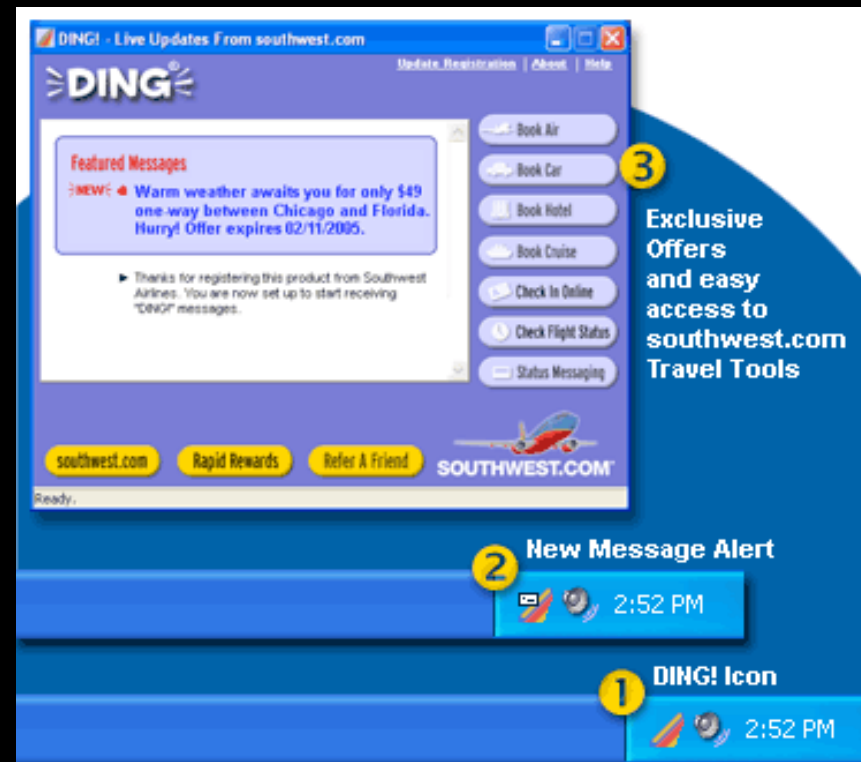 DING! - Live Updates From southwest.com
Update Registration | About | Help
DING
Featured Messages
NEW Warm weather awaits you for only $49
one-way between Chicago and Florida.
Hurry! Offer expires 02/11/2005.
Thanks for registering this product from Southwest
Airlines. You are now set up to start receiving
"DING!" messages.
Book Air
Book Car
Book Hotel
Book Cruise
Check In Online
Check Flight Status
Status Messaging
southwest.com
Rapid Rewards
Refer A Friend
SOUTHWEST.COM
Ready.
3
Exclusive
Offers
and easy
access to
southwest.com
Travel Tools
2
New Message Alert
2:52 PM
1
DING! Icon
2:52 PM